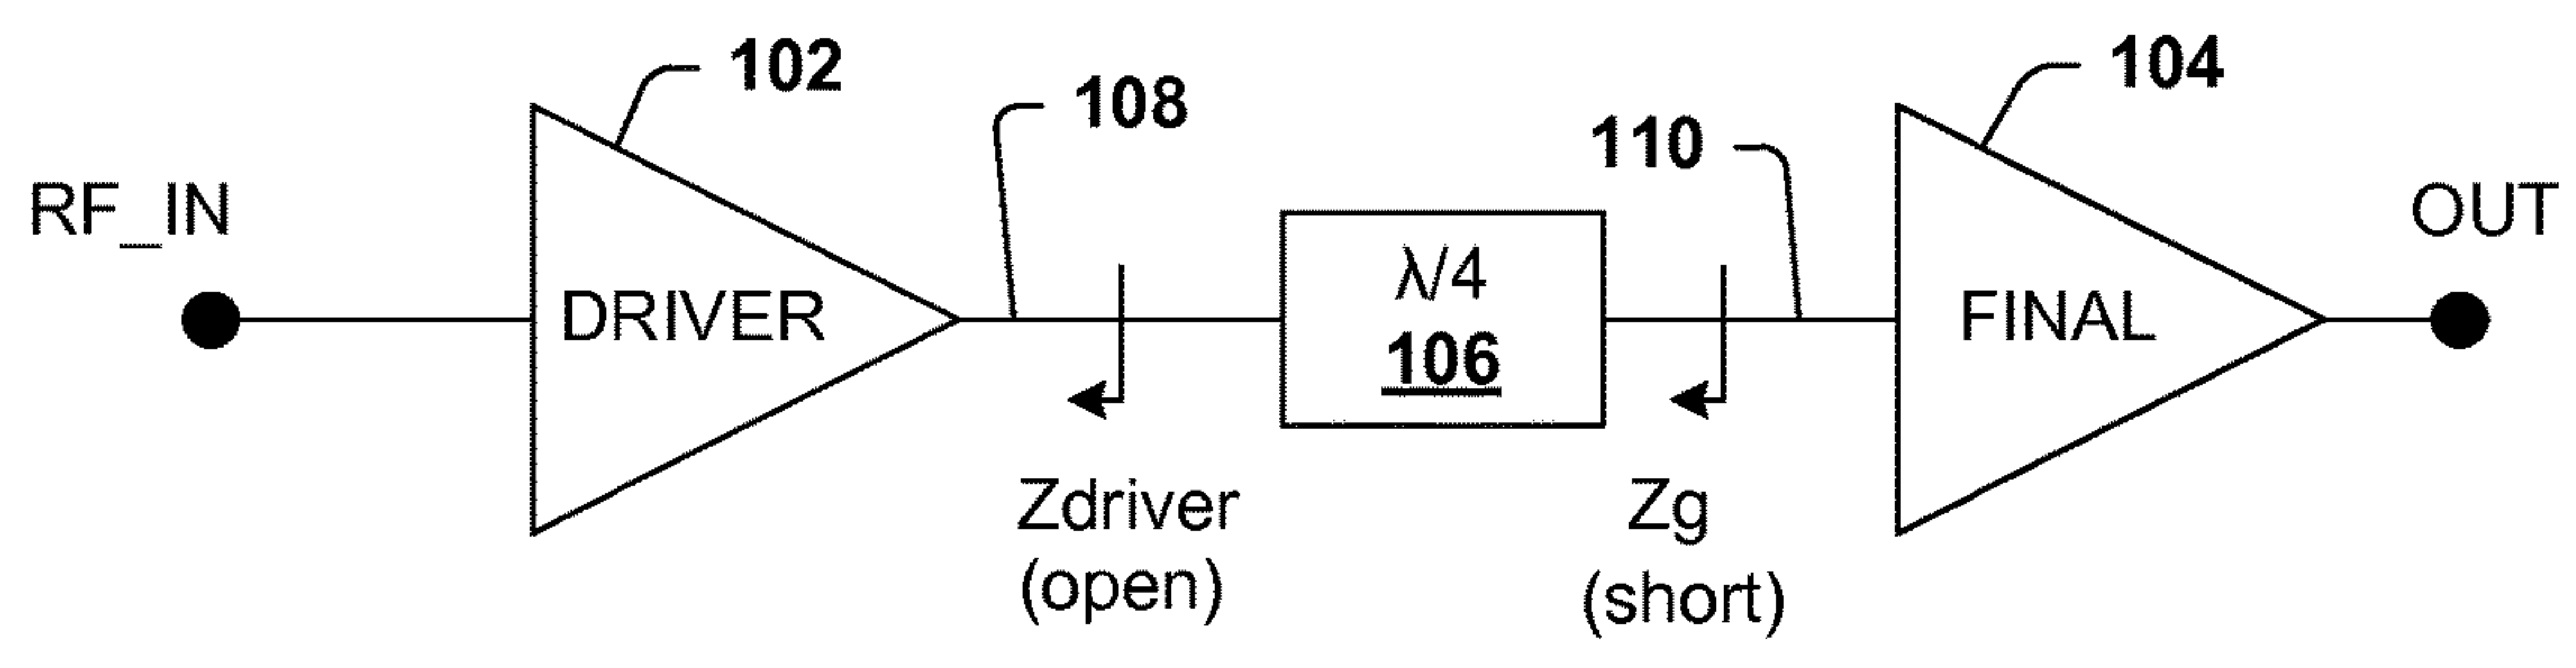 102
104
108
110
RF_IN
OUT
DRIVER
λ/4
106
FINAL
Zdriver
(open)
Zg
(short)